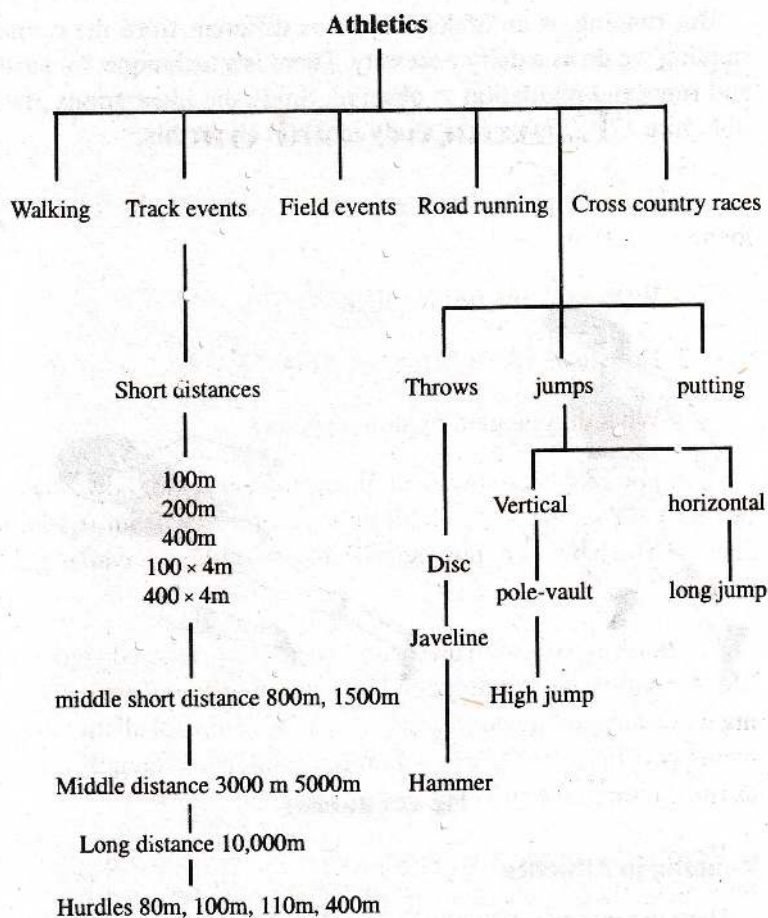 Athletics
Walking Track events Field events Road running Cross country races
Short distances Throws jumps putting
100m
200m
400m
100 × 4m
400 × 4m
Vertical horizontal
Disc pole-vault long jump
Javeline
middle short distance 800m, 1500m High jump
Middle distance 3000 m 5000m Hammer
Long distance 10,000m
Hurdles 80m, 100m, 110m, 400m